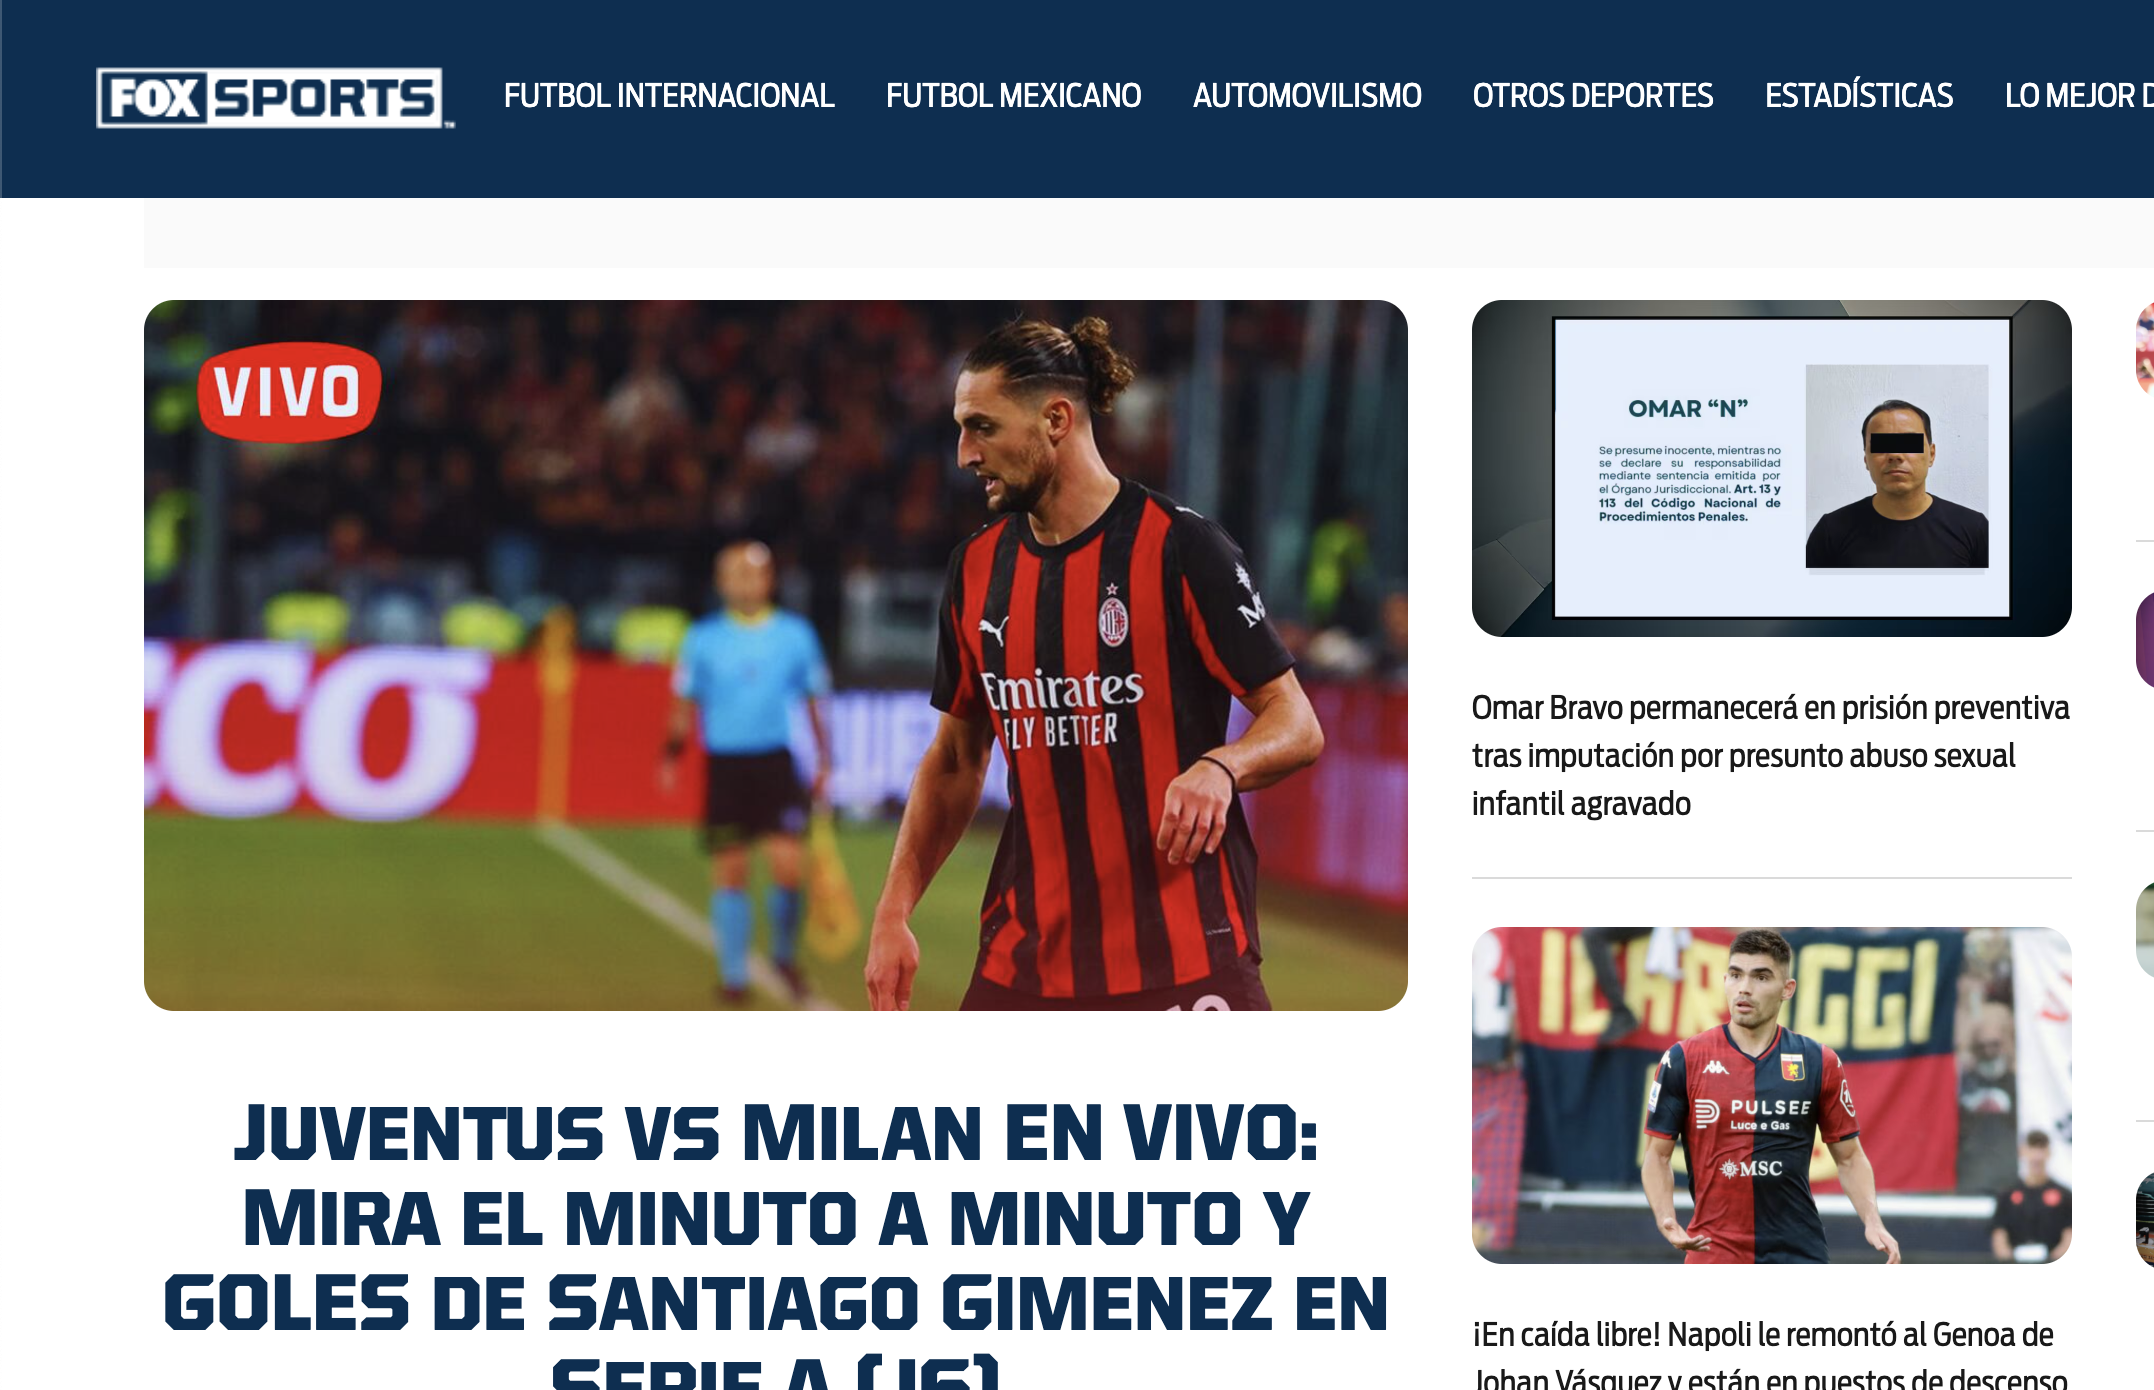 FOX SPORTS™
FUTBOL INTERNACIONAL
FUTBOL MEXICANO
AUTOMOVILISMO
OTROS DEPORTES
ESTADÍSTICAS
LO MEJOR D
VIVO
Emirates
FLY BETTER
JUVENTUS VS MILAN EN VIVO:
MIRA EL MINUTO A MINUTO Y
GOLES DE SANTIAGO GIMENEZ EN
SERIE A (J6)
OMAR “N”
Se presume inocente, mientras no
se declare su responsabilidad
mediante sentencia emitida por
el Órgano Jurisdiccional. Art. 13 y
113 del Código Nacional de
Procedimientos Penales.
Omar Bravo permanecerá en prisión preventiva
tras imputación por presunto abuso sexual
infantil agravado
PULSEE
Luce e Gas
MSC
¡En caída libre! Napoli le remontó al Genoa de
Johan Vásquez y están en puestos de descenso